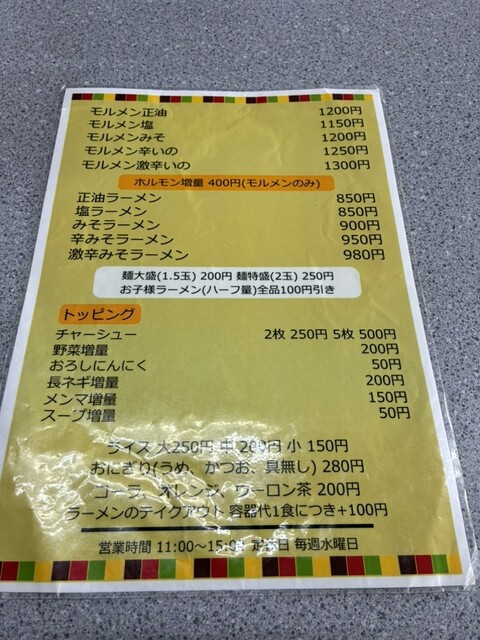 モルメン正油 1200円
モルメン塩 1150円
モルメンみそ 1200円
モルメン辛いの 1250円
モルメン激辛いの 1300円
ホルモン増量 400円(モルメンのみ)
正油ラーメン 850円
塩ラーメン 850円
みそラーメン 900円
辛みそラーメン 950円
激辛みそラーメン 980円
麺大盛(1.5玉) 200円 麺特盛(2玉) 250円
お子様ラーメン(ハーフ量)全品100円引き
トッピング
チャーシュー 2枚 250円 5枚 500円
野菜増量 200円
おろしにんにく 50円
長ネギ増量 200円
メンマ増量 150円
スープ増量 50円
ライス 大250円 中 200円 小 150円
おにぎり(うめ、かつお、具無し) 280円
コーラ、オレンジ、ウーロン茶 200円
ラーメンのテイクアウト 容器代1食につき+100円
営業時間 11:00～15:00 定休日 毎週水曜日